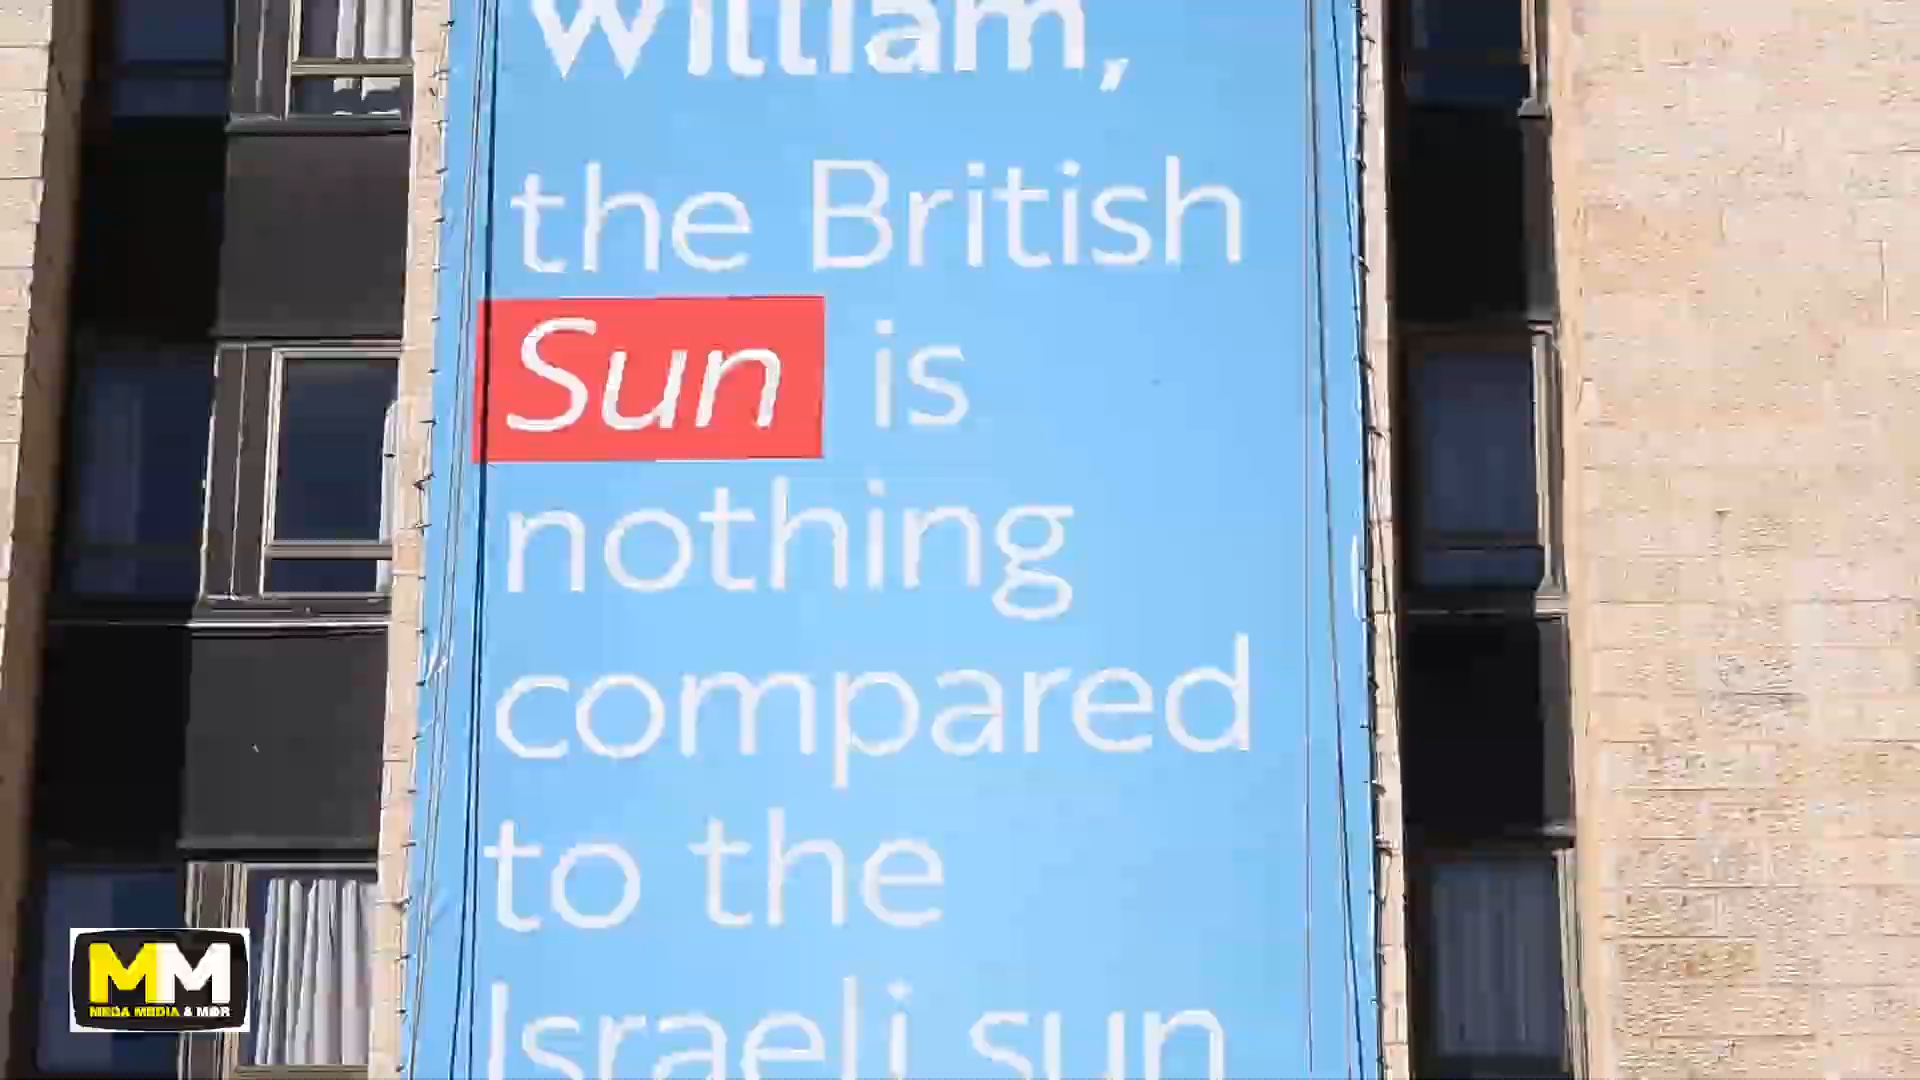 William,
the British
Sun is
nothing
compared
to the
Israeli sun
MM
MEGA MEDIA & MOR